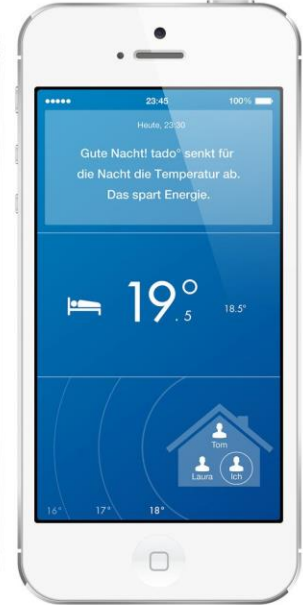 23:45
100%
Heute, 23:30
Gute Nacht! tado° senkt für
die Nacht die Temperatur ab.
Das spart Energie.
19.5°
18.5°
Tom
Laura
Ich
16°
17°
18°